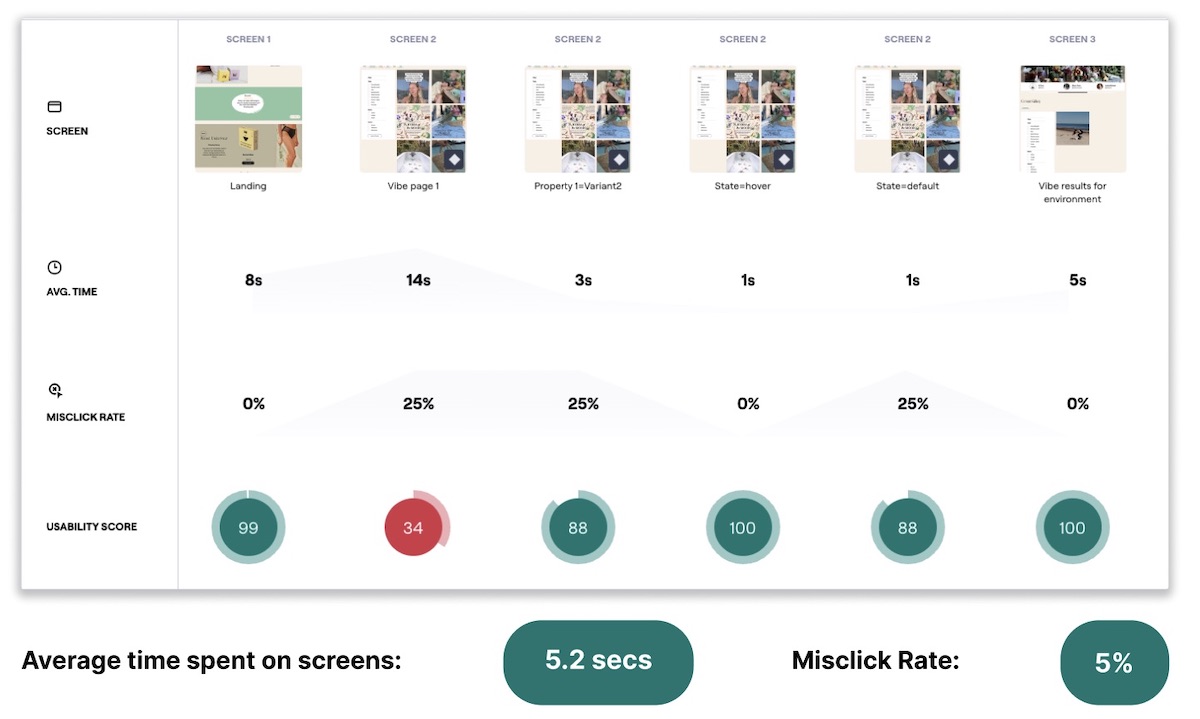 SCREEN 1
SCREEN 2
SCREEN 2
SCREEN 2
SCREEN 2
SCREEN 3
SCREEN
Landing
Vibe page 1
Property 1=Variant2
State=hover
State=default
Vibe results for
environment
AVG. TIME
8s
14s
3s
1s
1s
5s
MISCLICK RATE
0%
25%
25%
0%
25%
0%
USABILITY SCORE
99
34
88
100
88
100
Average time spent on screens:
5.2 secs
Misclick Rate:
5%